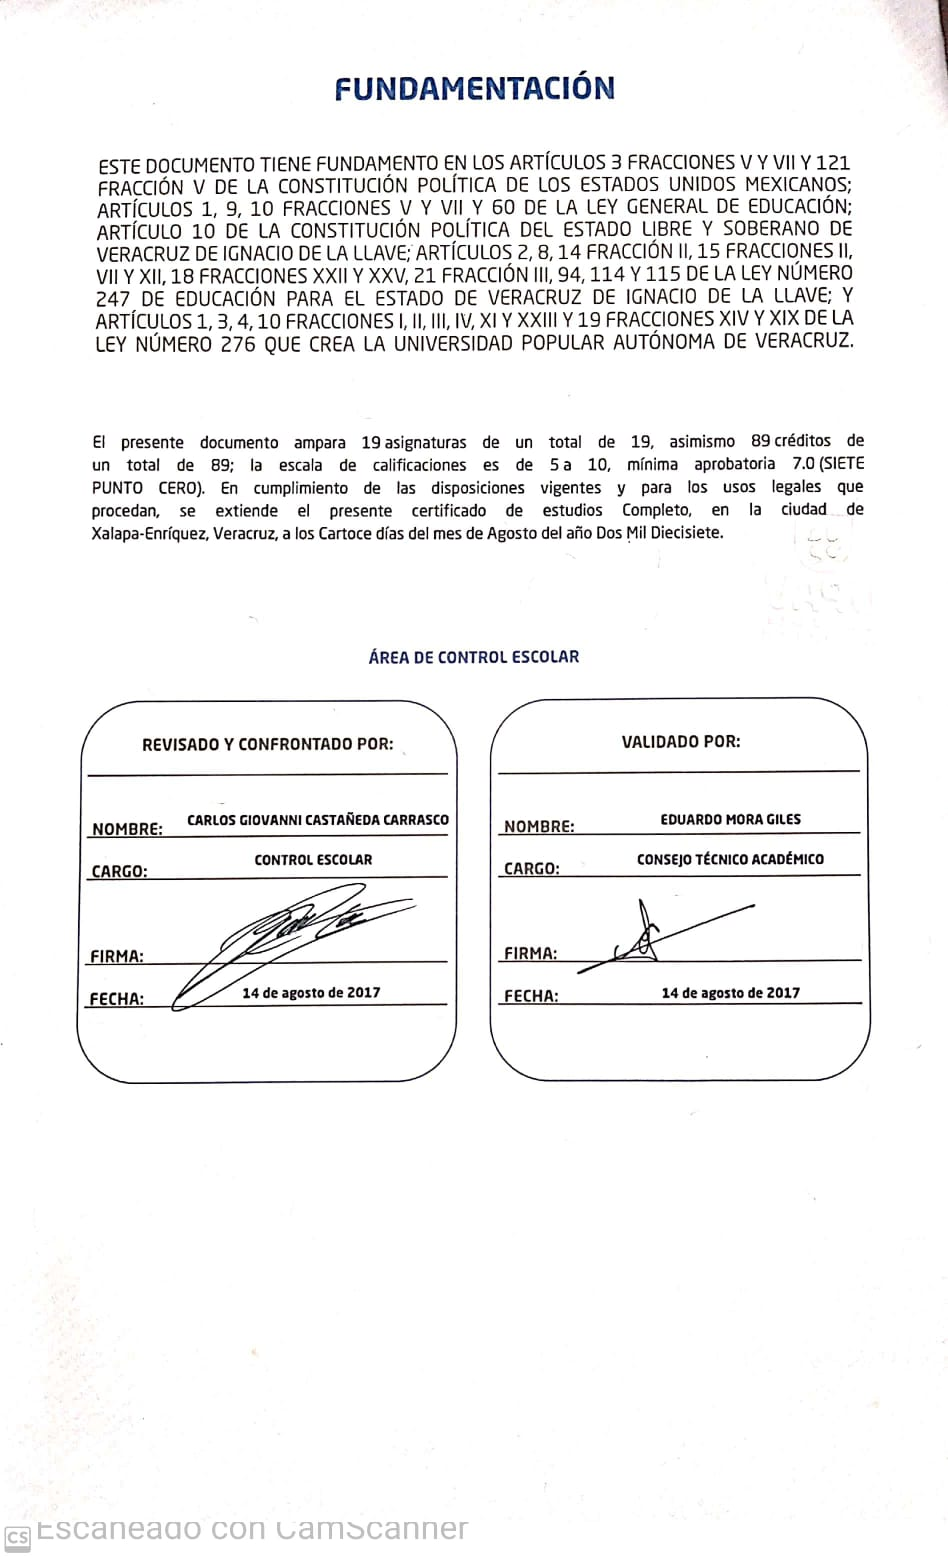 FUNDAMENTACIÓN
ESTE DOCUMENTO TIENE FUNDAMENTO EN LOS ARTÍCULOS 3 FRACCIONES V Y VII Y 121
FRACCIÓN V DE LA CONSTITUCIÓN POLÍTICA DE LOS ESTADOS UNIDOS MEXICANOS;
ARTÍCULOS 1, 9, 10 FRACCIONES V Y VII Y 60 DE LA LEY GENERAL DE EDUCACIÓN;
ARTÍCULO 10 DE LA CONSTITUCIÓN POLÍTICA DEL ESTADO LIBRE Y SOBERANO DE
VERACRUZ DE IGNACIO DE LA LLAVE; ARTÍCULOS 2, 8, 14 FRACCIÓN II, 15 FRACCIONES II,
VII Y XII, 18 FRACCIONES XXII Y XXV, 21 FRACCIÓN III, 94, 114 Y 115 DE LA LEY NÚMERO
247 DE EDUCACIÓN PARA EL ESTADO DE VERACRUZ DE IGNACIO DE LA LLAVE; Y
ARTÍCULOS 1, 3, 4, 10 FRACCIONES I, II, III, IV, XI Y XXIII Y 19 FRACCIONES XIV Y XIX DE LA
LEY NÚMERO 276 QUE CREA LA UNIVERSIDAD POPULAR AUTÓNOMA DE VERACRUZ.
El presente documento ampara 19 asignaturas de un total de 19, asimismo 89 créditos de
un total de 89; la escala de calificaciones es de 5 a 10, mínima aprobatoria 7.0 (SIETE
PUNTO CERO). En cumplimiento de las disposiciones vigentes y para los usos legales que
procedan, se extiende el presente certificado de estudios Completo, en la ciudad de
Xalapa-Enríquez, Veracruz, a los Cartoce días del mes de Agosto del año Dos Mil Diecisiete.
ÁREA DE CONTROL ESCOLAR
REVISADO Y CONFRONTADO POR:
NOMBRE: CARLOS GIOVANNI CASTAÑEDA CARRASCO
CARGO: CONTROL ESCOLAR
FIRMA:
FECHA: 14 de agosto de 2017
VALIDADO POR:
NOMBRE: EDUARDO MORA GILES
CARGO: CONSEJO TÉCNICO ACADÉMICO
FIRMA:
FECHA: 14 de agosto de 2017
CS Escaneado con CamScanner